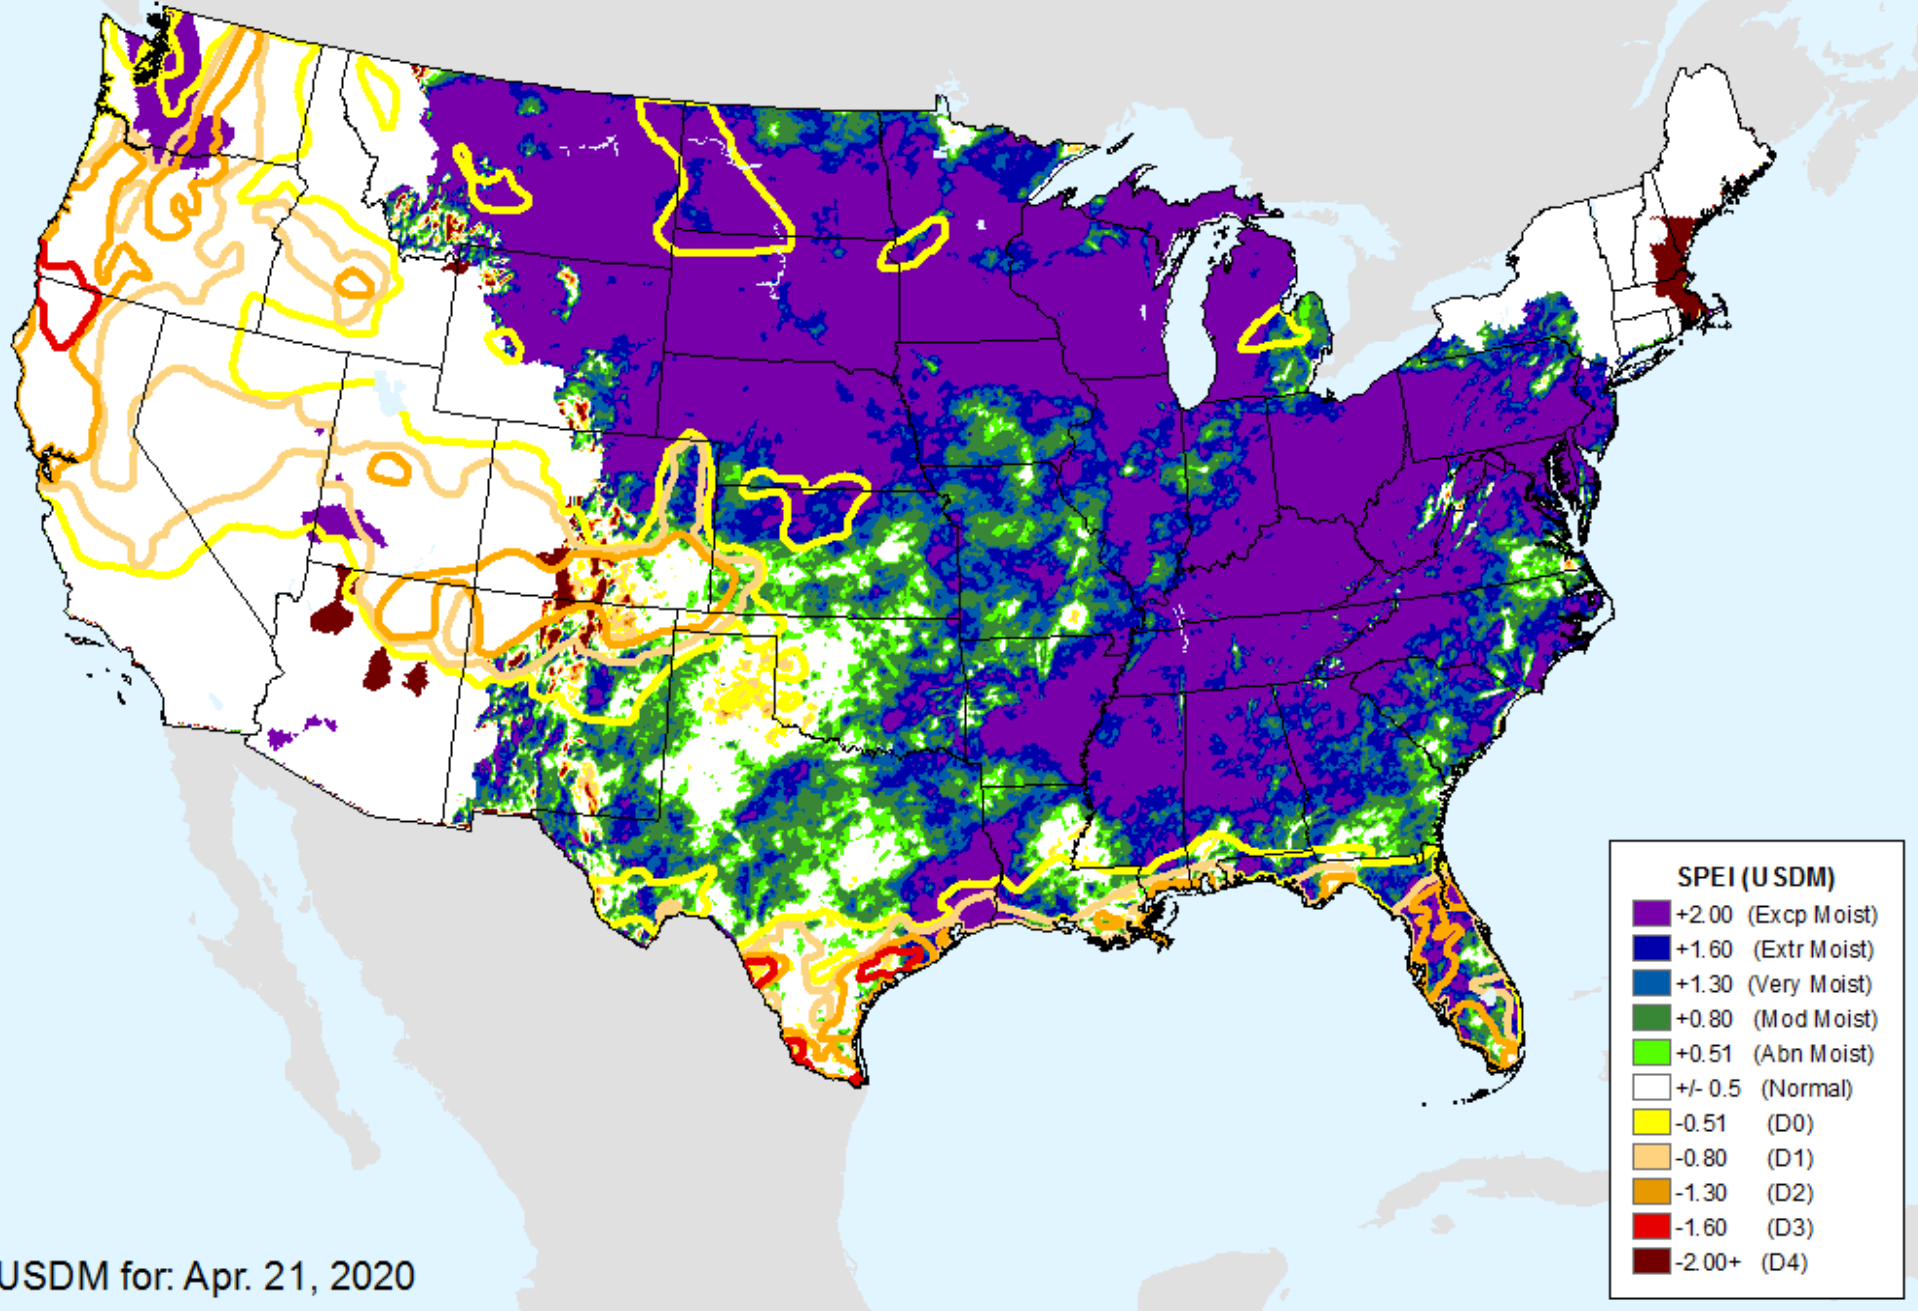 SPEI (USDM)
+2.00 (Excp Moist)
+1.60 (Extr Moist)
+1.30 (Very Moist)
+0.80 (Mod Moist)
+0.51 (Abn Moist)
+/- 0.5 (Normal)
-0.51 (D0)
-0.80 (D1)
-1.30 (D2)
-1.60 (D3)
-2.00+ (D4)
USDM for: Apr. 21, 2020